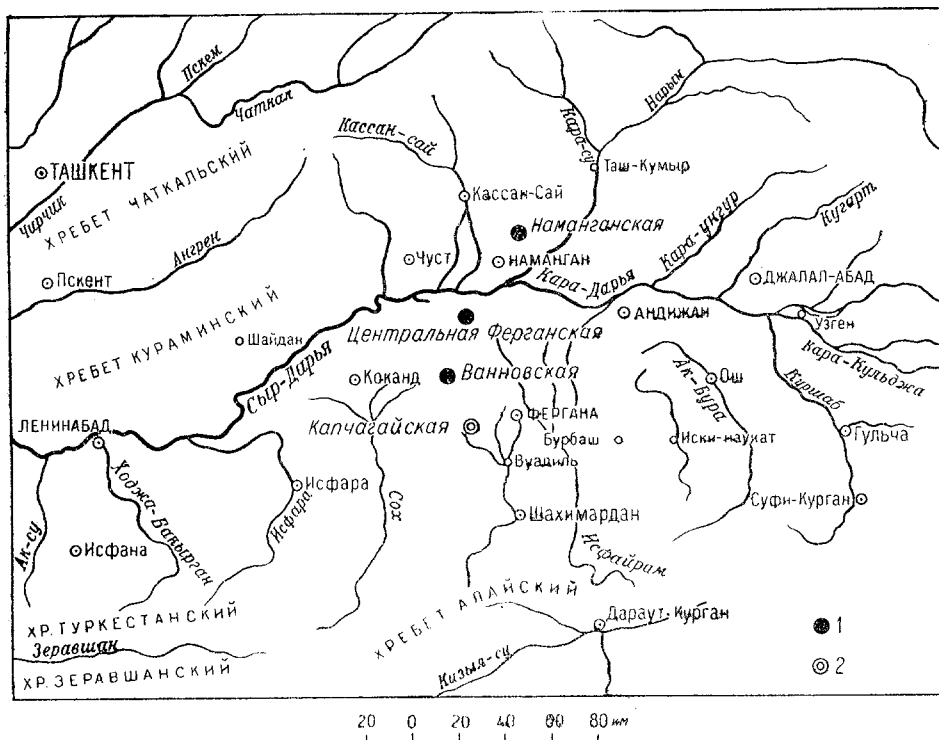 Пскем
Чаткал
Нарын
Кассан-сай
Кара-су
ТАШКЕНТ
Таш-Кумыр
Чирчик
ХРЕБЕТ ЧАТКАЛЬСКИЙ
Кассан-Сай
Наманганская
Кара-унгур
Кугарт
Ангрен
Чуст
НАМАНГАН
Кара-Дарья
ДЖАЛАЛ-АБАД
Пскент
ХРЕБЕТ КУРАМИНСКИЙ
Шайдан
Сыр-Дарья
Центральная Ферганская
АНДИЖАН
Узген
Кара-Кульджа
Коканд
Ванновская
Ак-Бура
Ош
Куршаб
ЛЕНИНАБАД
Капчагайская
ФЕРГАНА
Бурбаш
Иски-наукат
Гульча
Вуадиль
Ходжа-Бакырган
Исфара
Исфара
Сох
Шахимардан
Суфи-Курган
Ак-су
Исфана
Исфайрам
ХР. ТУРКЕСТАНСКИЙ
ХРЕБЕТ АЛАЙСКИЙ
Дараут-Курган
Зеравшан
ХР. ЗЕРАВШАНСКИЙ
Кизыл-су
1
2
20 0 20 40 60 80 км